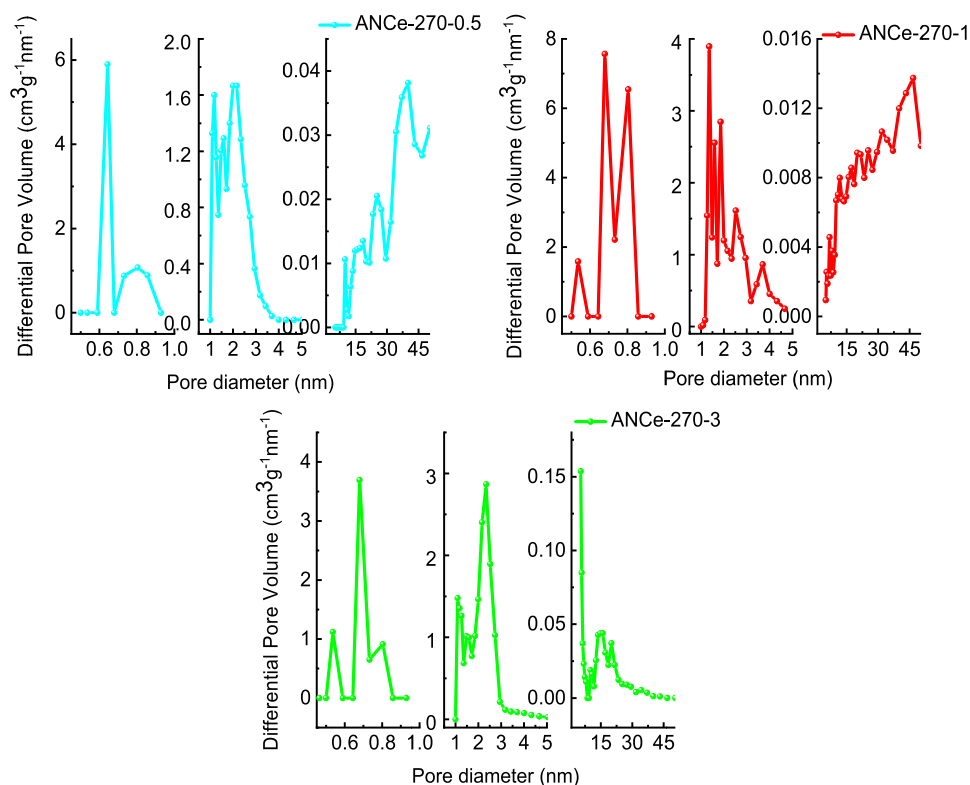 ANCe-270-0.5
Differential Pore Volume (cm³g⁻¹nm⁻¹)
6
4
2
0
2.0
1.6
1.2
0.8
0.4
0.0
0.04
0.03
0.02
0.01
0.00
0.6 0.8 1.0
1 2 3 4 5
15 30 45
Pore diameter (nm)
ANCe-270-1
Differential Pore Volume (cm³g⁻¹nm⁻¹)
8
6
4
2
0
4
3
2
1
0
0.016
0.012
0.008
0.004
0.000
0.6 0.8 1.0
1 2 3 4 5
15 30 45
Pore diameter (nm)
ANCe-270-3
Differential Pore Volume (cm³g⁻¹nm⁻¹)
4
3
2
1
0
3
2
1
0
0.15
0.10
0.05
0.00
0.6 0.8 1.0
1 2 3 4 5
15 30 45
Pore diameter (nm)